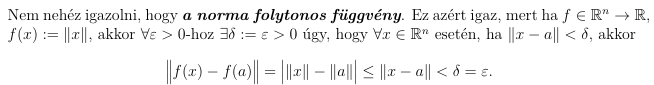 Nem nehéz igazolni, hogy a norma folytonos függvény. Ez azért igaz, mert ha f ∈ ℝⁿ → ℝ,
f(x) := ‖x‖, akkor ∀ε > 0-hoz ∃δ := ε > 0 úgy, hogy ∀x ∈ ℝⁿ esetén, ha ‖x − a‖ < δ, akkor
‖f(x) − f(a)‖ = |‖x‖ − ‖a‖| ≤ ‖x − a‖ < δ = ε.